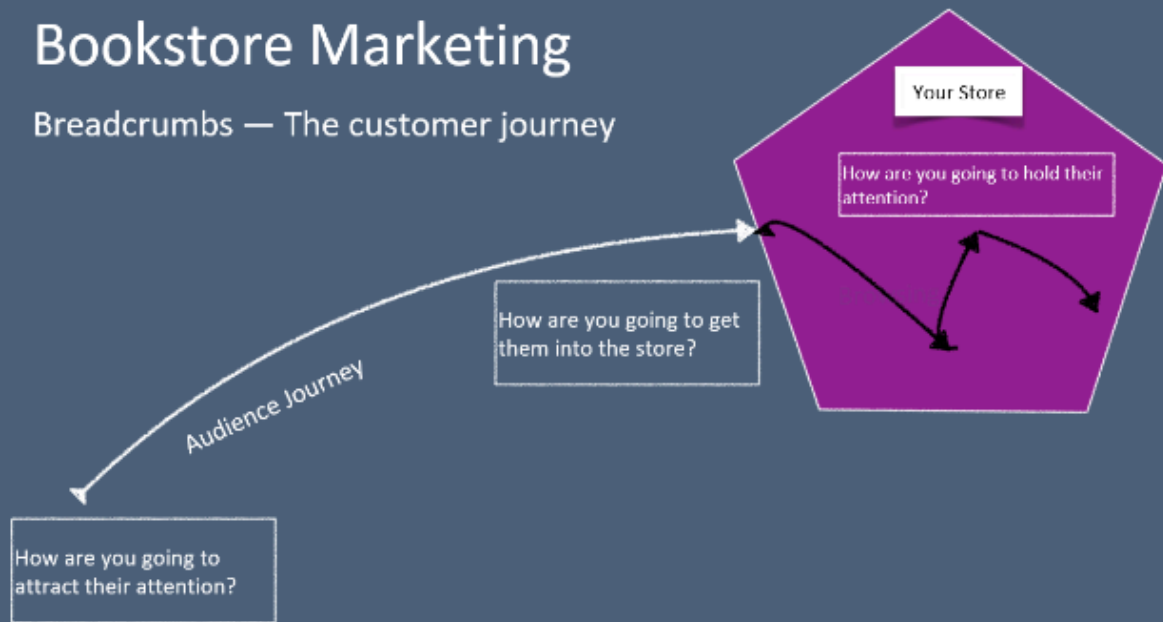 Bookstore Marketing
Breadcrumbs — The customer journey
Your Store
How are you going to hold their
attention?
How are you going to get
them into the store?
Audience Journey
How are you going to
attract their attention?